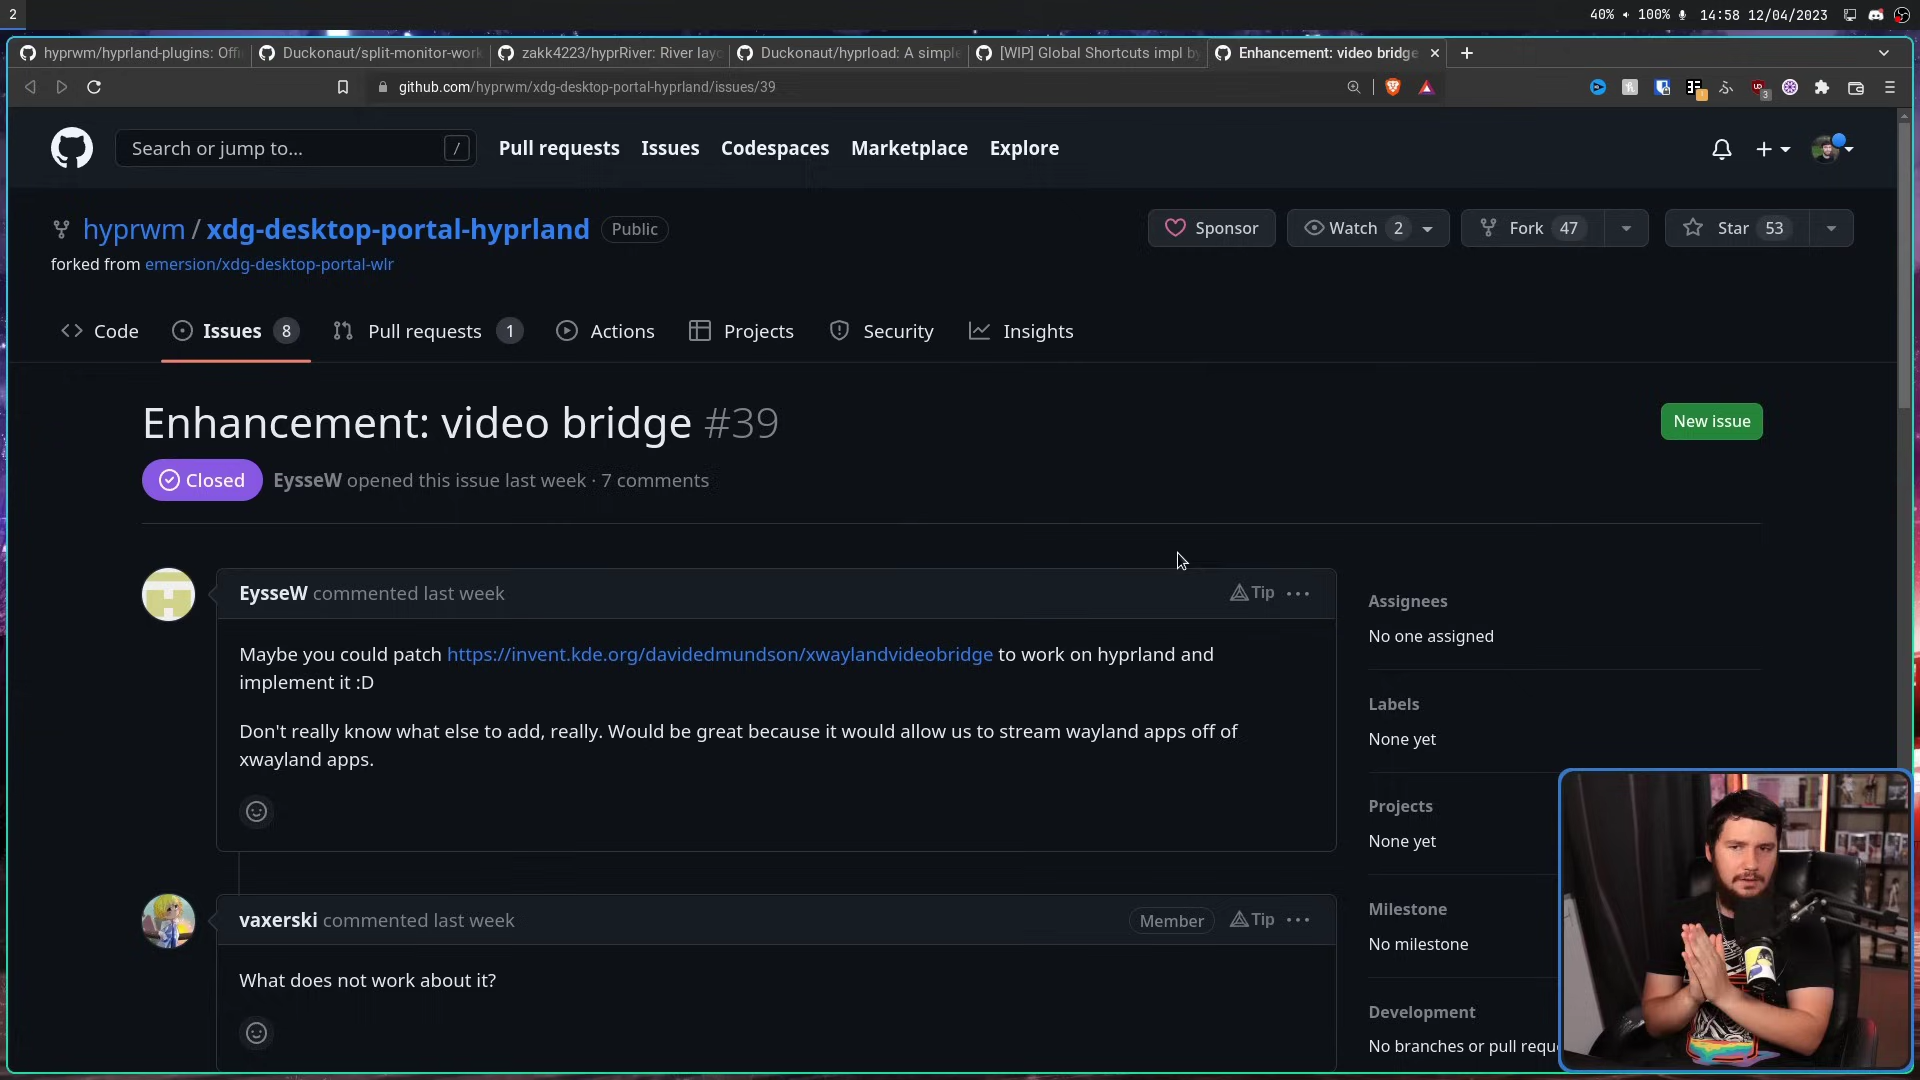 2
40%
100%
14:58 12/04/2023
hyprwm/hyprland-plugins: Offi
Duckonaut/split-monitor-work
zakk4223/hyprRiver: River layo
Duckonaut/hyprload: A simple
[WIP] Global Shortcuts impl by
Enhancement: video bridge
github.com/hyprwm/xdg-desktop-portal-hyprland/issues/39
3
Search or jump to...
/
Pull requests
Issues
Codespaces
Marketplace
Explore
hyprwm / xdg-desktop-portal-hyprland
Public
Sponsor
Watch 2
Fork 47
Star 53
forked from emersion/xdg-desktop-portal-wlr
Code
Issues 8
Pull requests 1
Actions
Projects
Security
Insights
Enhancement: video bridge #39
New issue
Closed
EysseW opened this issue last week · 7 comments
EysseW commented last week
Tip
Maybe you could patch https://invent.kde.org/davidedmundson/xwaylandvideobridge to work on hyprland and
implement it :D
Don't really know what else to add, really. Would be great because it would allow us to stream wayland apps off of
xwayland apps.
vaxerski commented last week
Member
Tip
What does not work about it?
Assignees
No one assigned
Labels
None yet
Projects
None yet
Milestone
No milestone
Development
No branches or pull reque